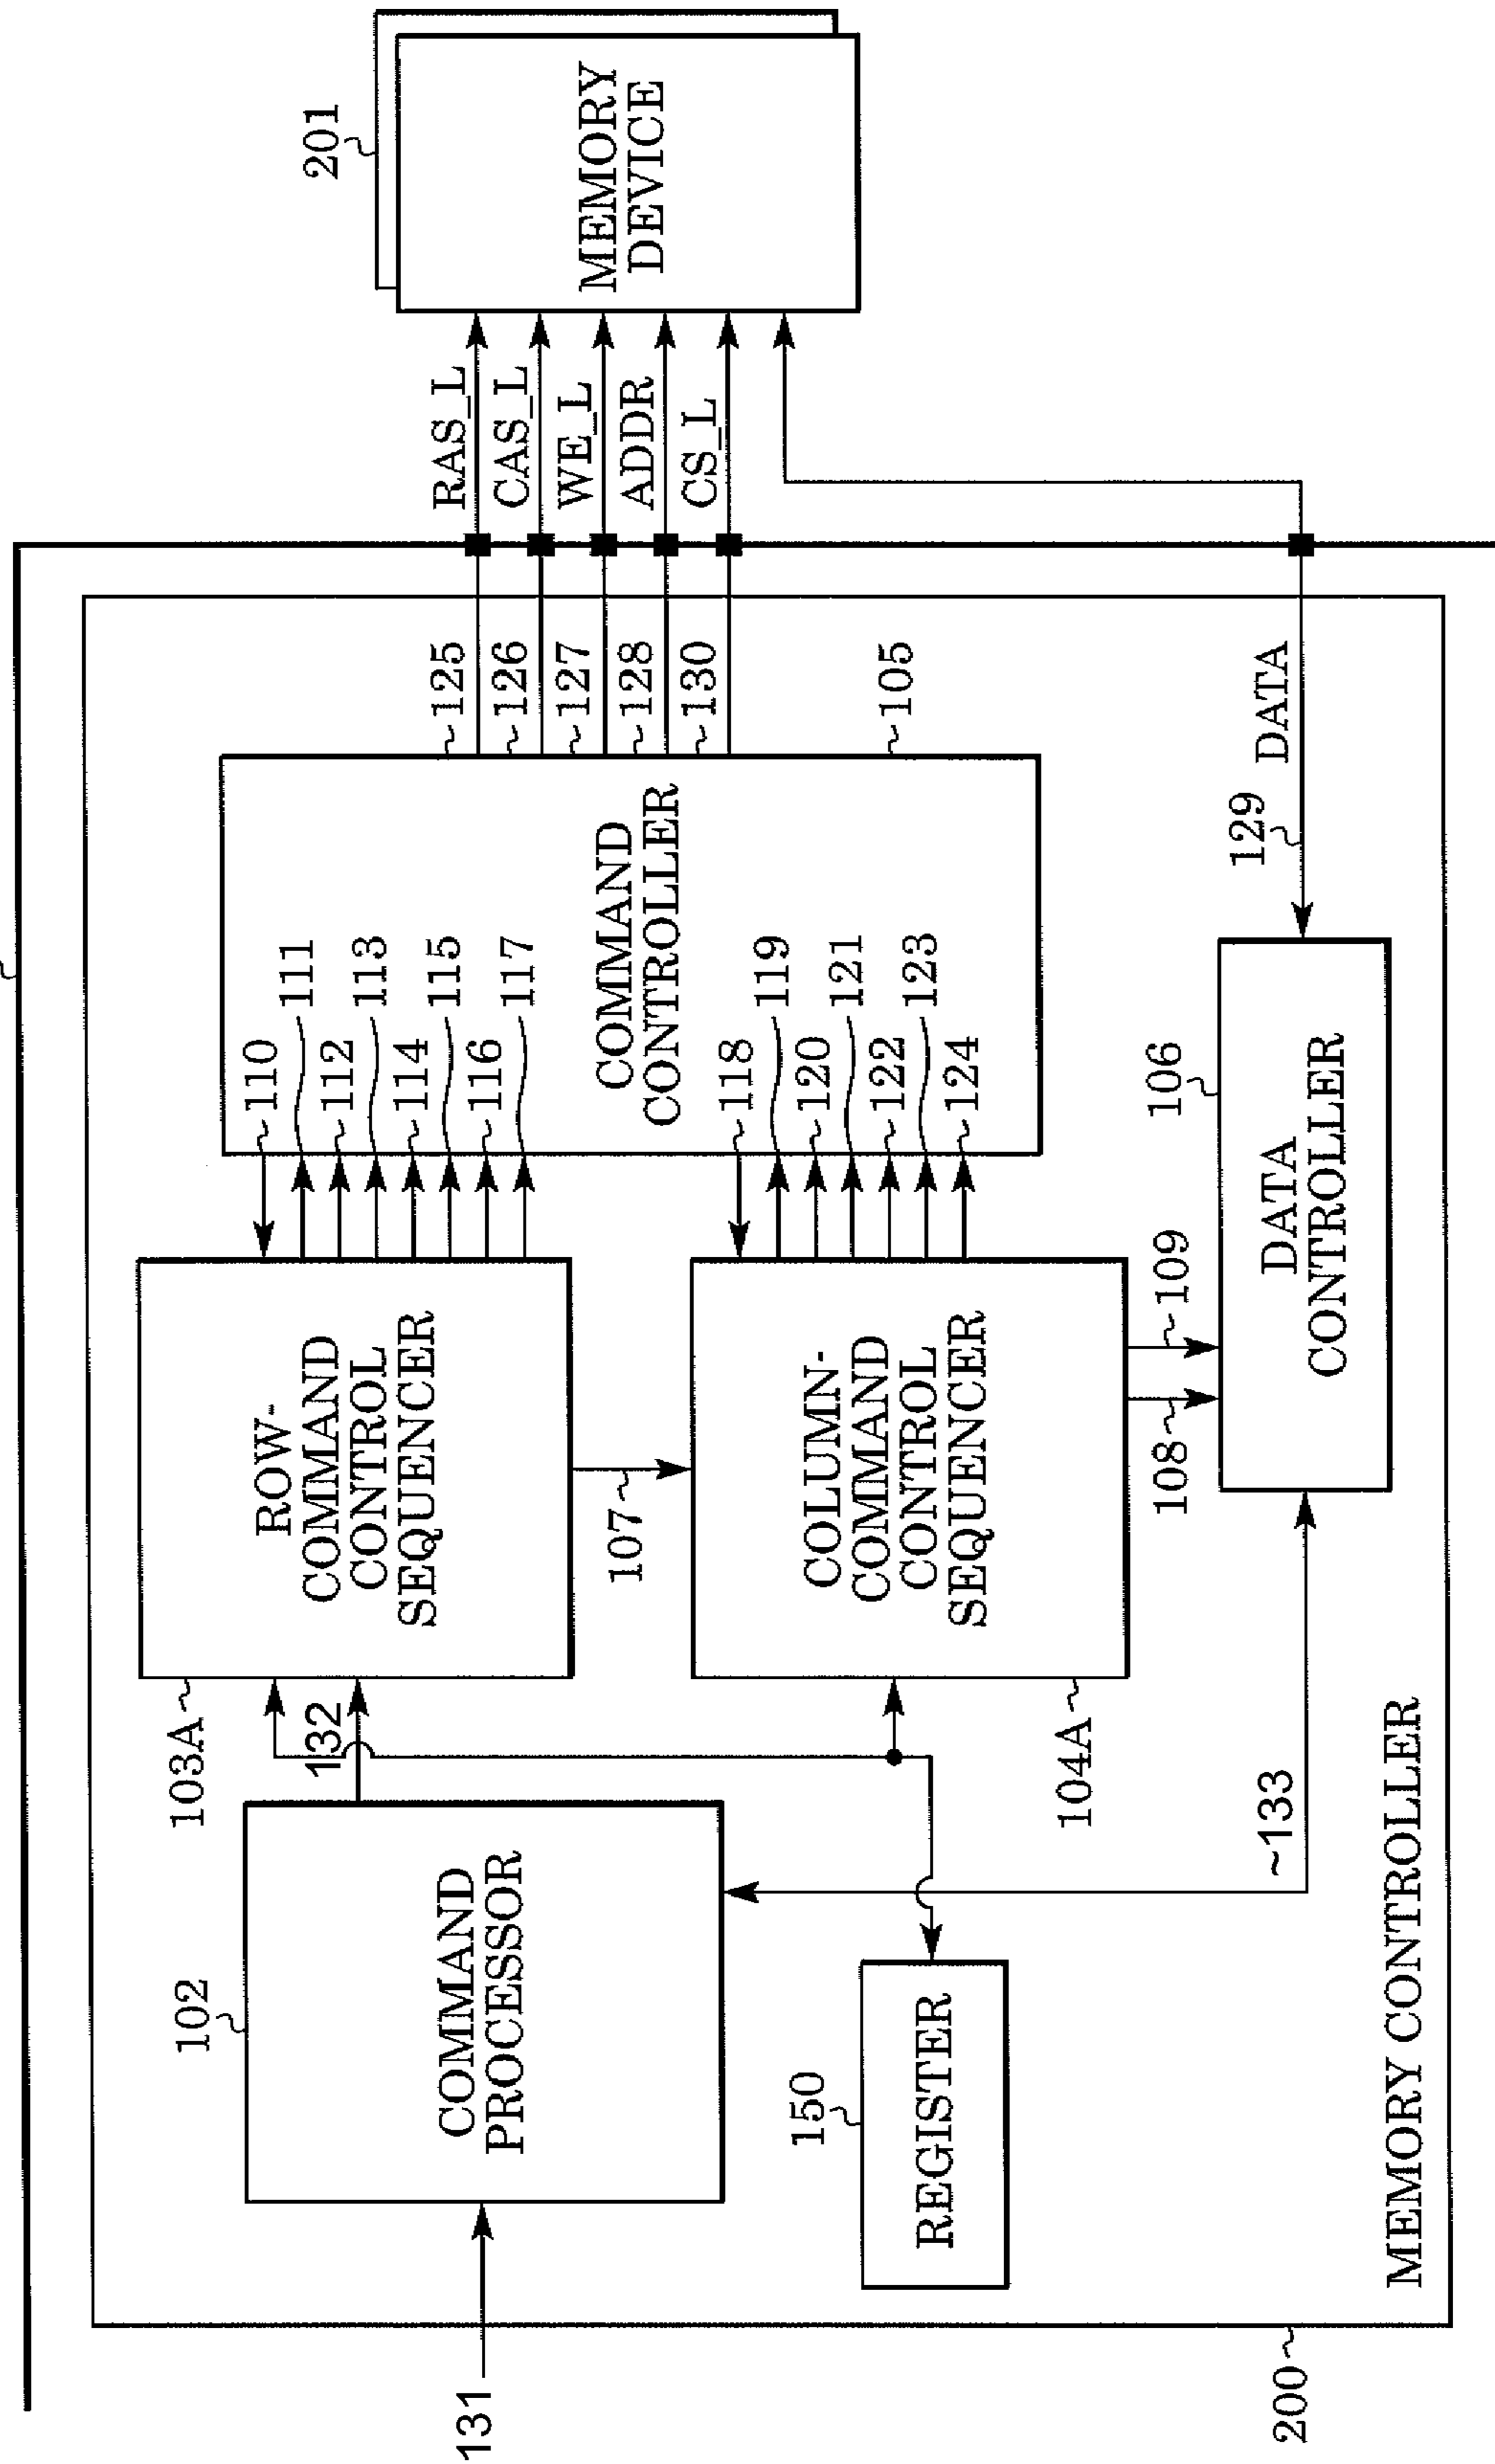 201
MEMORY
DEVICE
RAS_L
CAS_L
WE_L
ADDR
CS_L
125
126
127
128
130
105
DATA
129
COMMAND
CONTROLLER
110
111
112
113
114
115
116
117
118
119
120
121
122
123
124
ROW-
COMMAND
CONTROL
SEQUENCER
103A
132
107
COLUMN-
COMMAND
CONTROL
SEQUENCER
104A
108
109
106
DATA
CONTROLLER
~133
102
COMMAND
PROCESSOR
131
150
REGISTER
MEMORY CONTROLLER
200